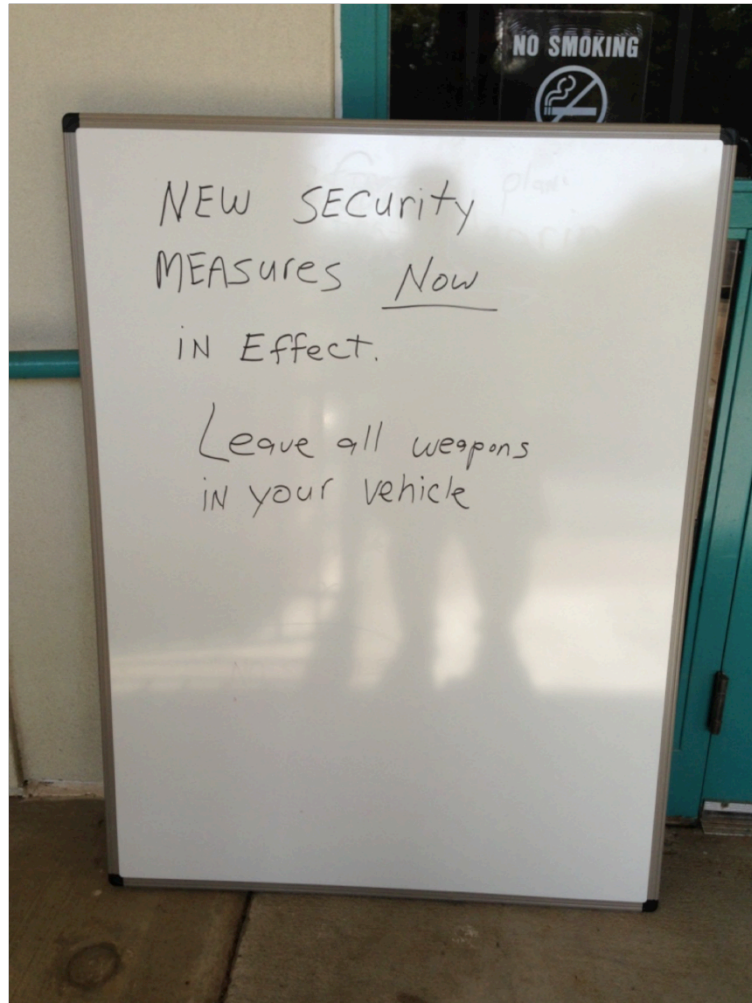 NO SMOKING
NEW SECurity
MEASures Now
iN Effect.
Leave all weapons
iN your vehicle